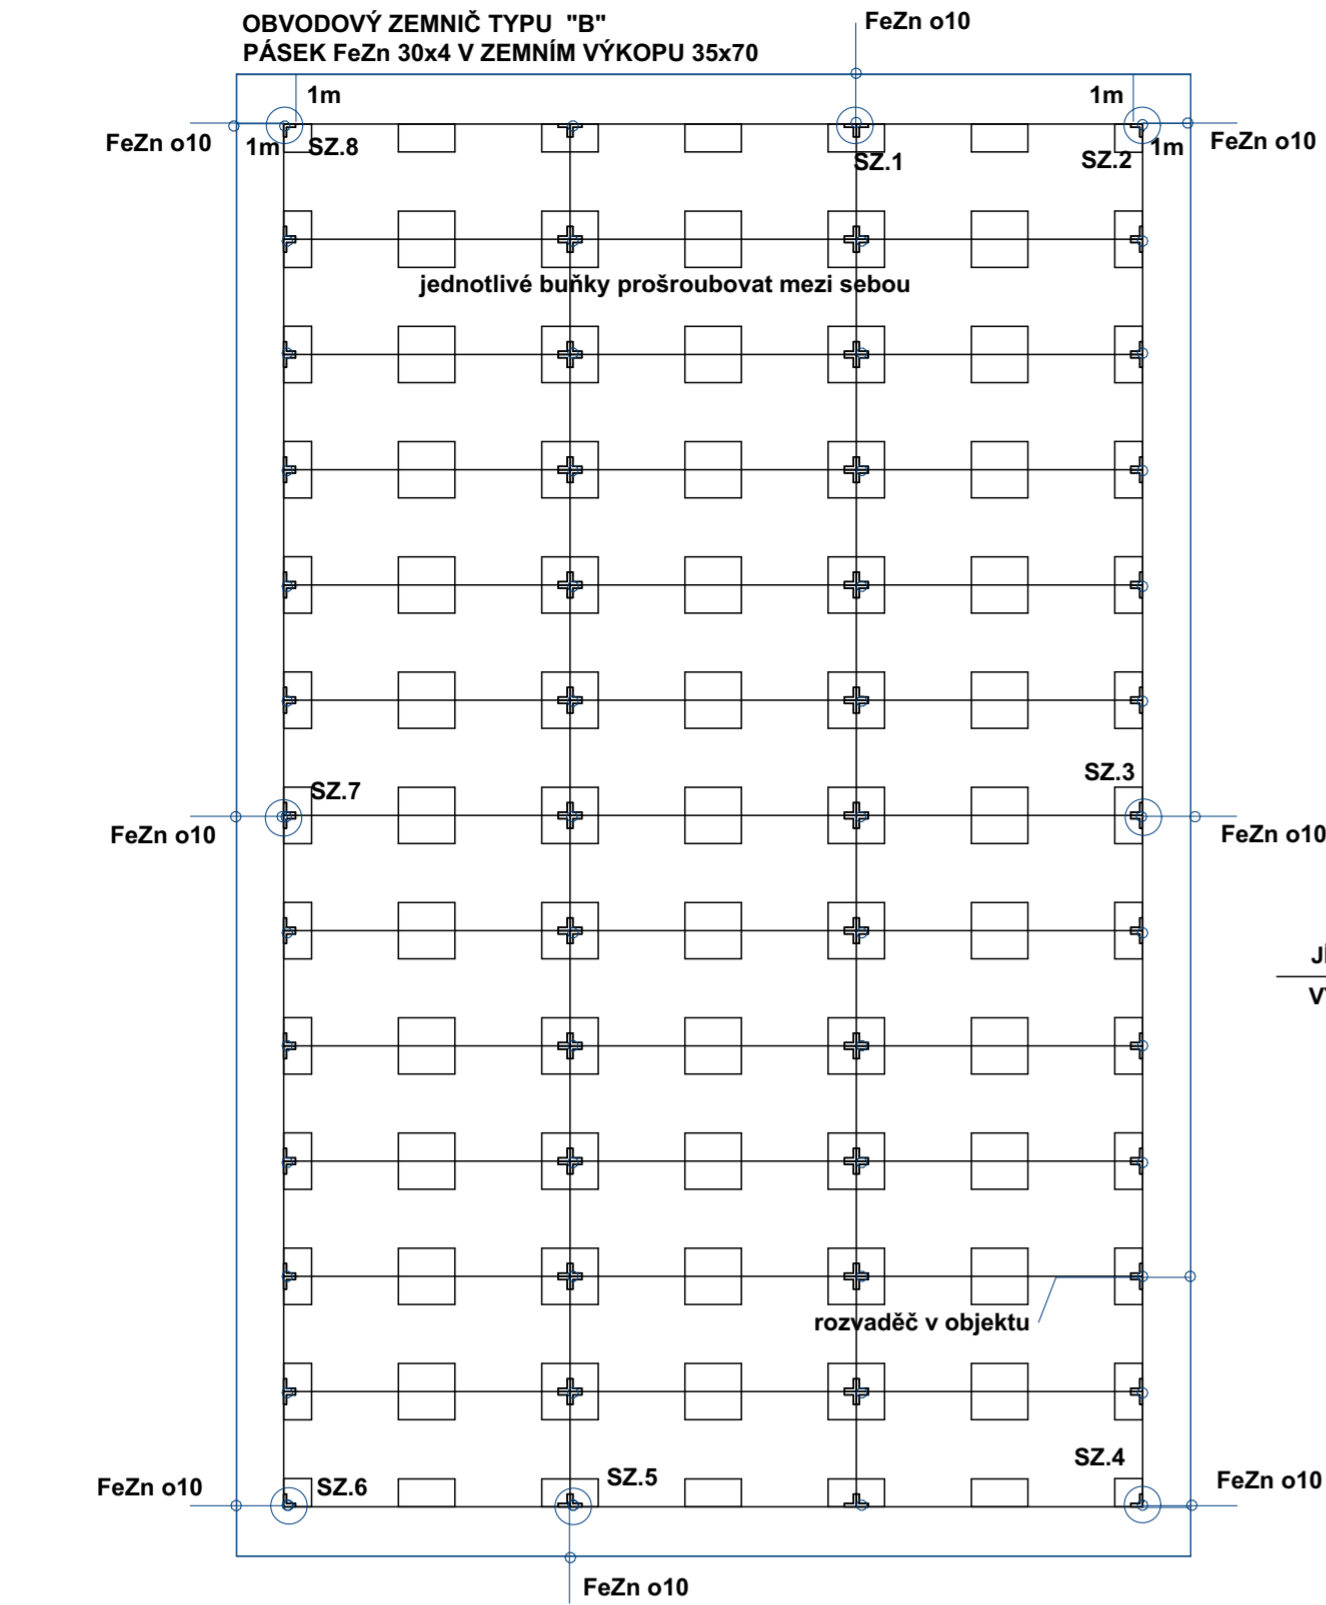 OBVODOVÝ ZEMNIČ TYPU "B"
PÁSEK FeZn 30x4 V ZEMNÍM VÝKOPU 35x70
FeZn o10
1m
1m
FeZn o10
1m
SZ.8
SZ.1
SZ.2
1m
FeZn o10
jednotlivé buňky prošroubovat mezi sebou
SZ.7
SZ.3
FeZn o10
FeZn o10
rozvaděč v objektu
FeZn o10
SZ.6
SZ.5
SZ.4
FeZn o10
FeZn o10